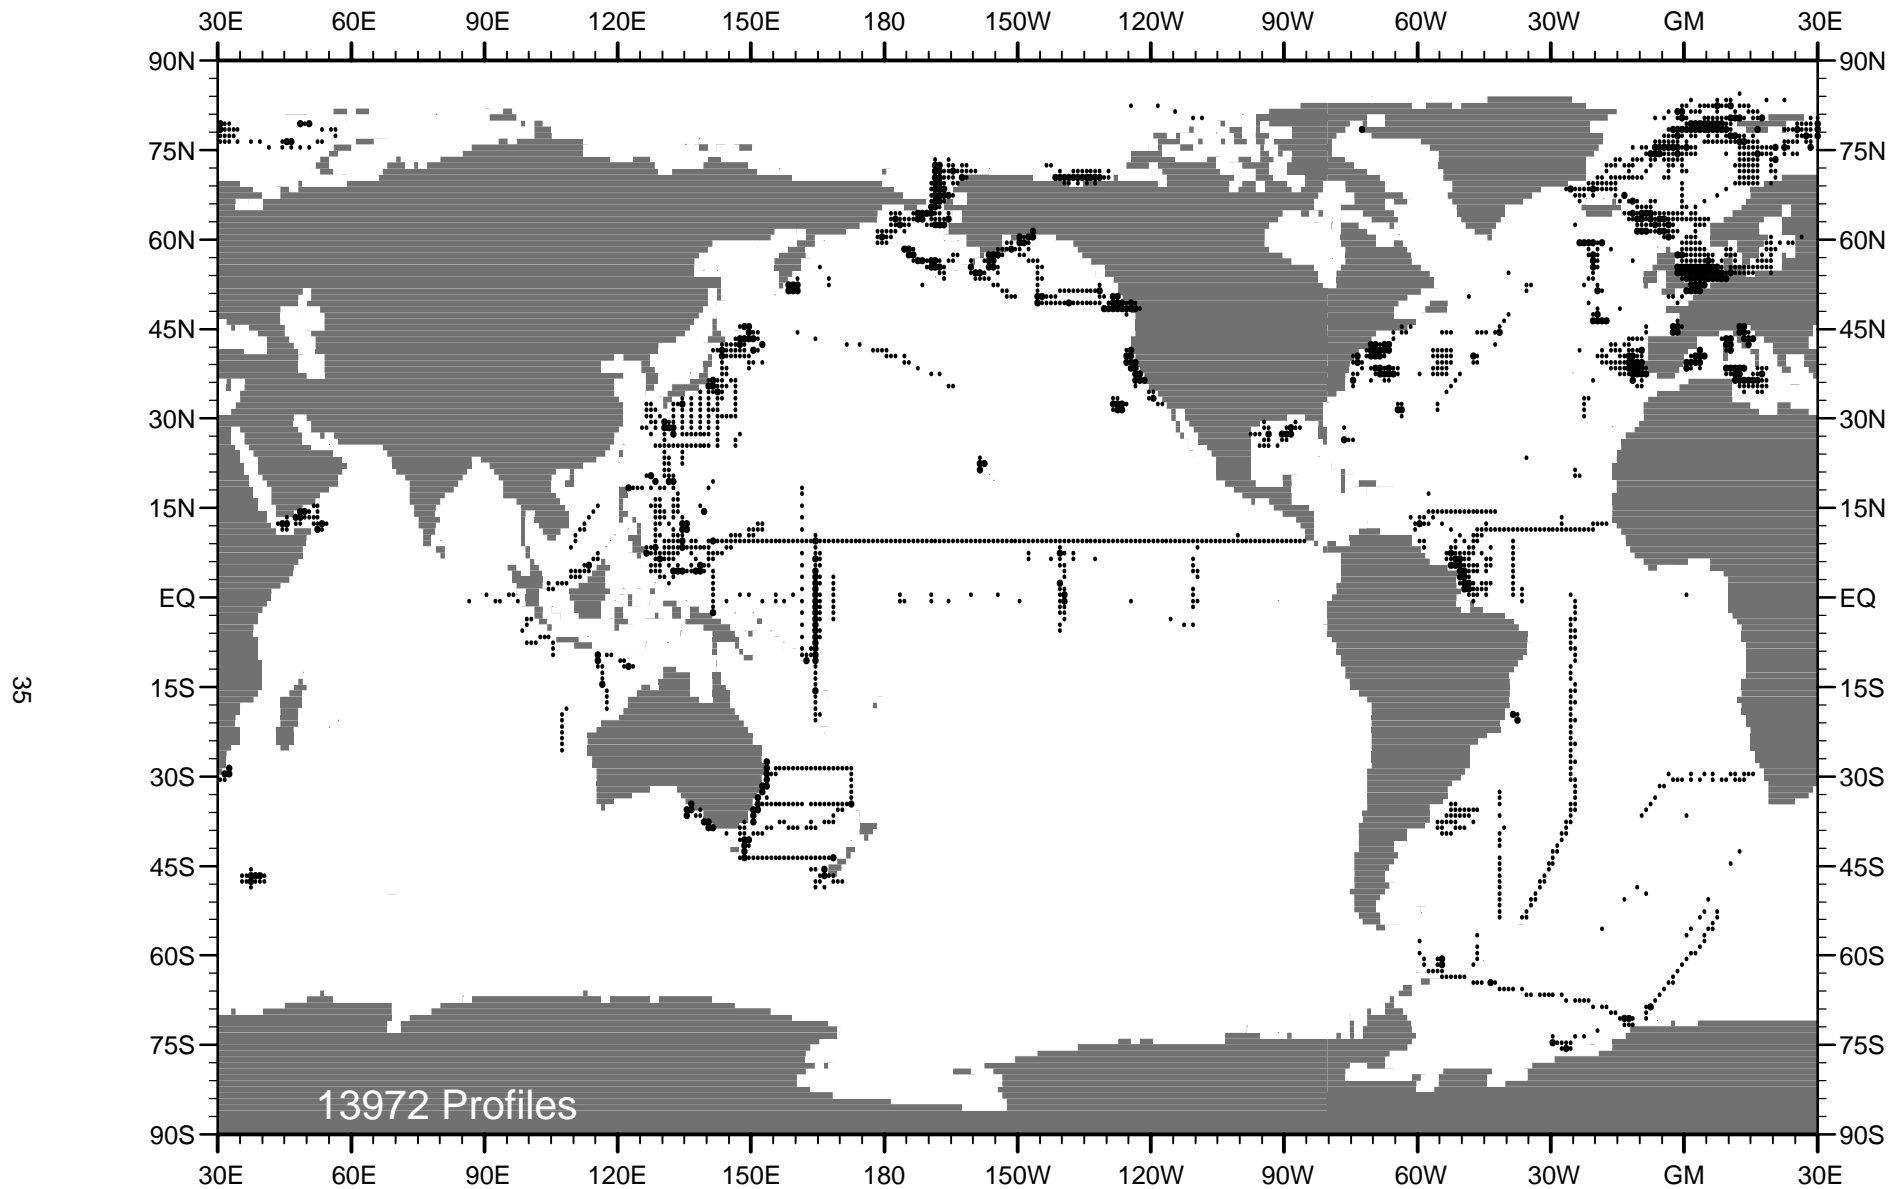 30E 60E 90E 120E 150E 180 150W 120W 90W 60W 30W GM 30E
90N 90N
75N 75N
60N 60N
45N 45N
30N 30N
15N 15N
EQ EQ
15S 15S
35
30S 30S
45S 45S
60S 60S
75S 75S
13972 Profiles
90S 90S
30E 60E 90E 120E 150E 180 150W 120W 90W 60W 30W GM 30E